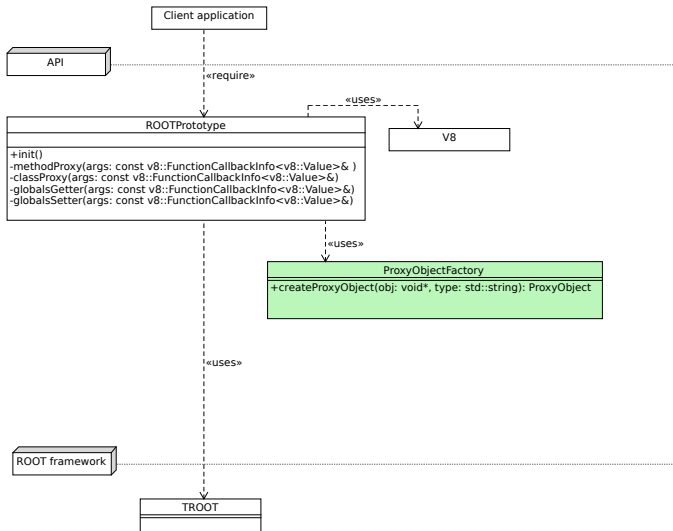 Client application
API
«require»
«uses»
ROOTPrototype
V8
+init()
-methodProxy(args: const v8::FunctionCallbackInfo<v8::Value>& )
-classProxy(args: const v8::FunctionCallbackInfo<v8::Value>&)
-globalsGetter(args: const v8::FunctionCallbackInfo<v8::Value>&)
-globalsSetter(args: const v8::FunctionCallbackInfo<v8::Value>&)
«uses»
ProxyObjectFactory
+createProxyObject(obj: void*, type: std::string): ProxyObject
«uses»
ROOT framework
TROOT